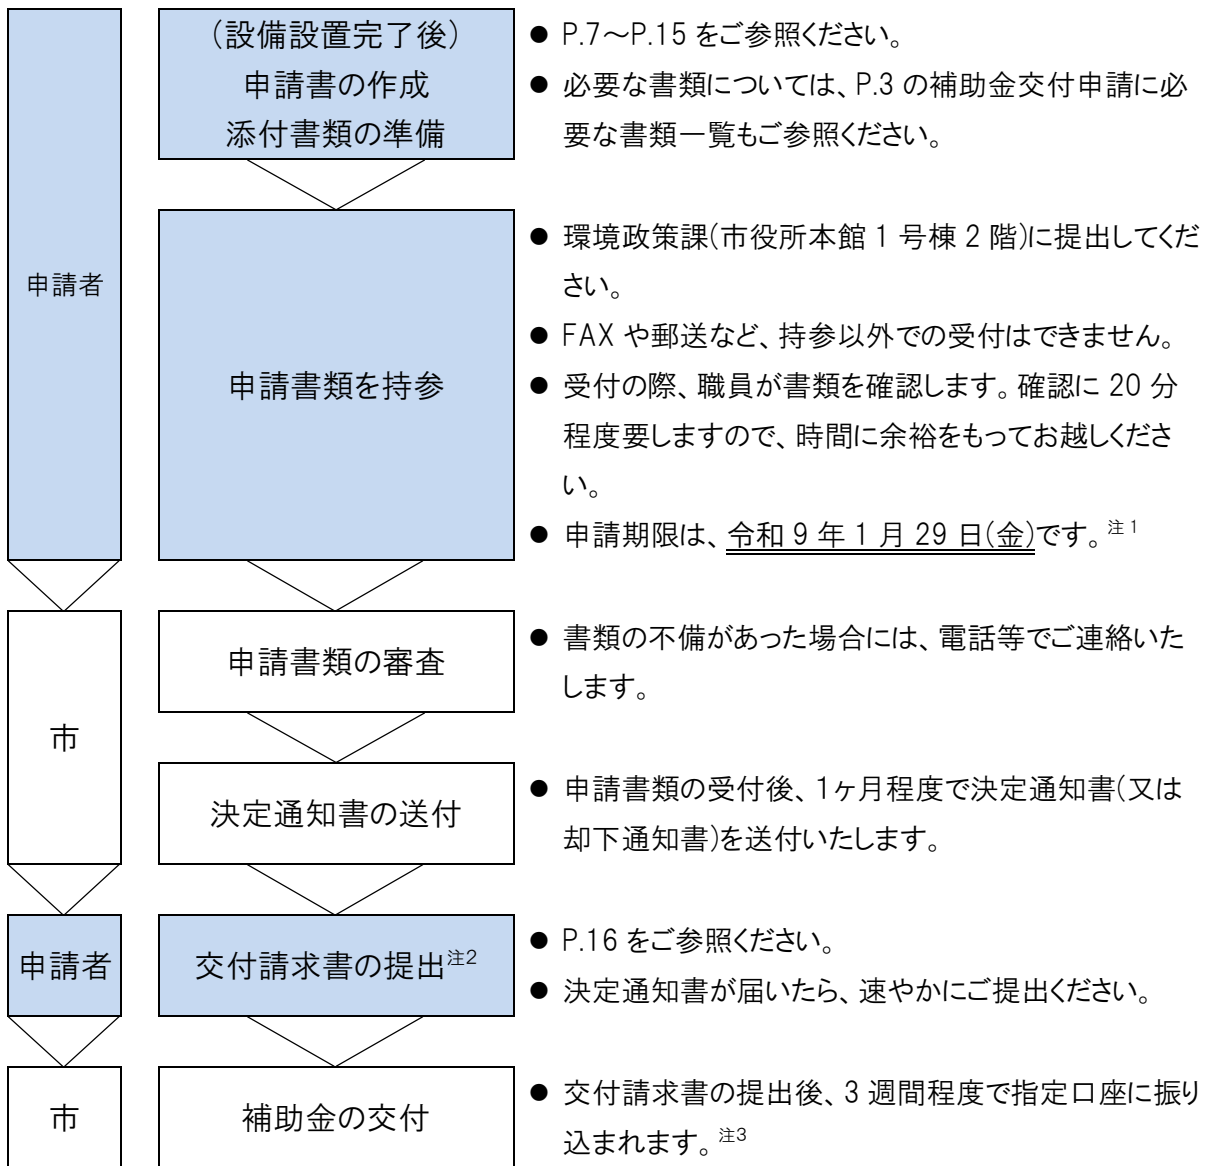 申請者
(設備設置完了後)
申請書の作成
添付書類の準備
● P.7～P.15 をご参照ください。
● 必要な書類については、P.3 の補助金交付申請に必
要な書類一覧もご参照ください。
申請書類を持参
● 環境政策課(市役所本館 1 号棟 2 階)に提出してくだ
さい。
● FAX や郵送など、持参以外での受付はできません。
● 受付の際、職員が書類を確認します。確認に 20 分
程度要しますので、時間に余裕をもってお越しくださ
い。
● 申請期限は、令和 9 年 1 月 29 日(金)です。注 1
市
申請書類の審査
● 書類の不備があった場合には、電話等でご連絡いた
します。
決定通知書の送付
● 申請書類の受付後、1ヶ月程度で決定通知書(又は
却下通知書)を送付いたします。
申請者
交付請求書の提出注2
● P.16 をご参照ください。
● 決定通知書が届いたら、速やかにご提出ください。
市
補助金の交付
● 交付請求書の提出後、3 週間程度で指定口座に振り
込まれます。注3